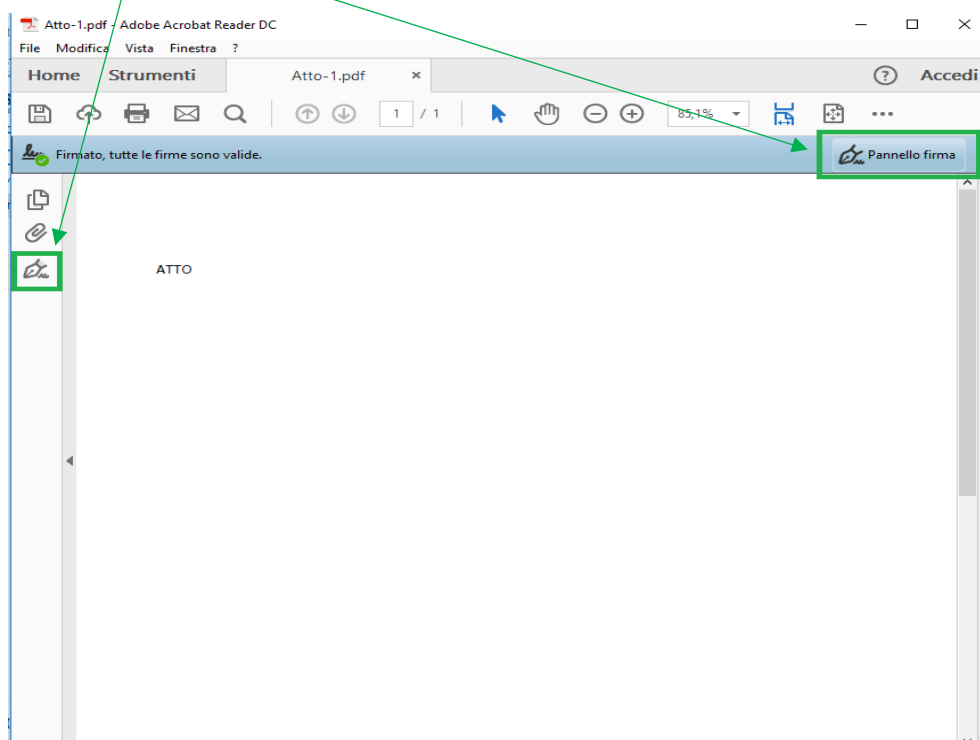 Atto-1.pdf - Adobe Acrobat Reader DC
File Modifica Vista Finestra ?
Home Strumenti Atto-1.pdf × ? Accedi
1 / 1 85,1% ...
Firmato, tutte le firme sono valide. Pannello firma
ATTO